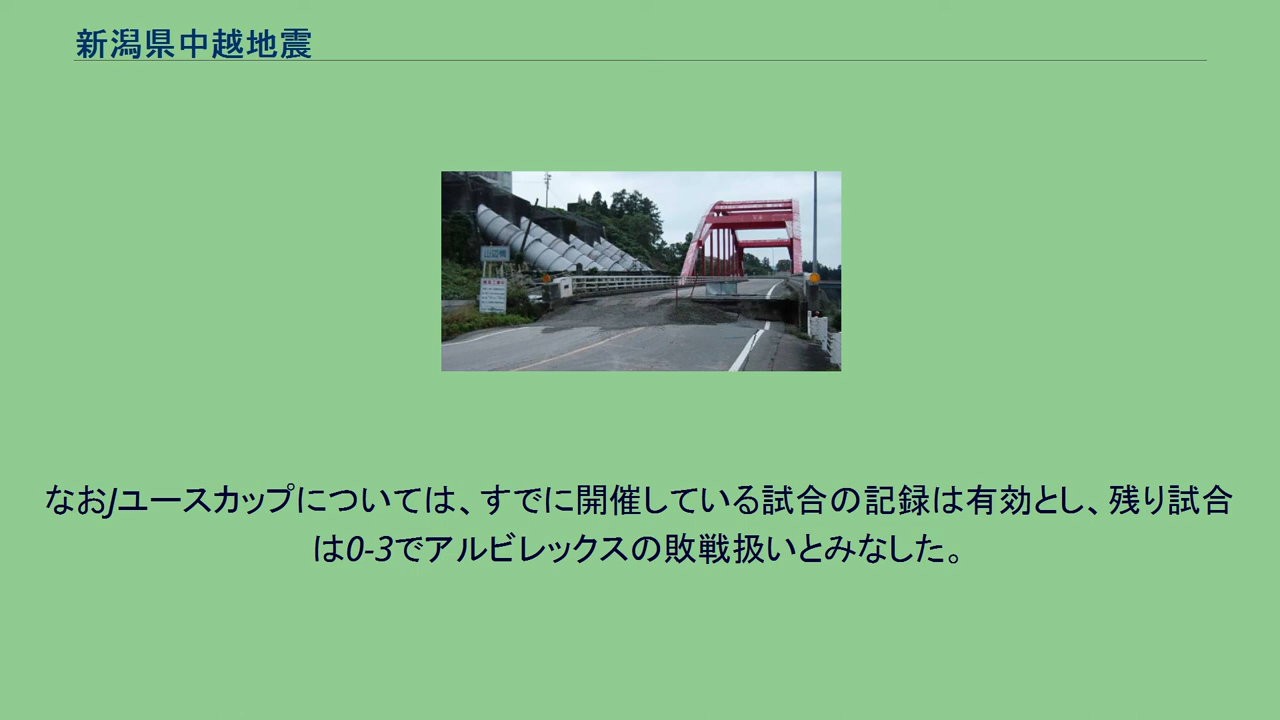 新潟県中越地震
山辺橋
なおJユースカップについては、すでに開催している試合の記録は有効とし、残り試合
は0-3でアルビレックスの敗戦扱いとみなした。